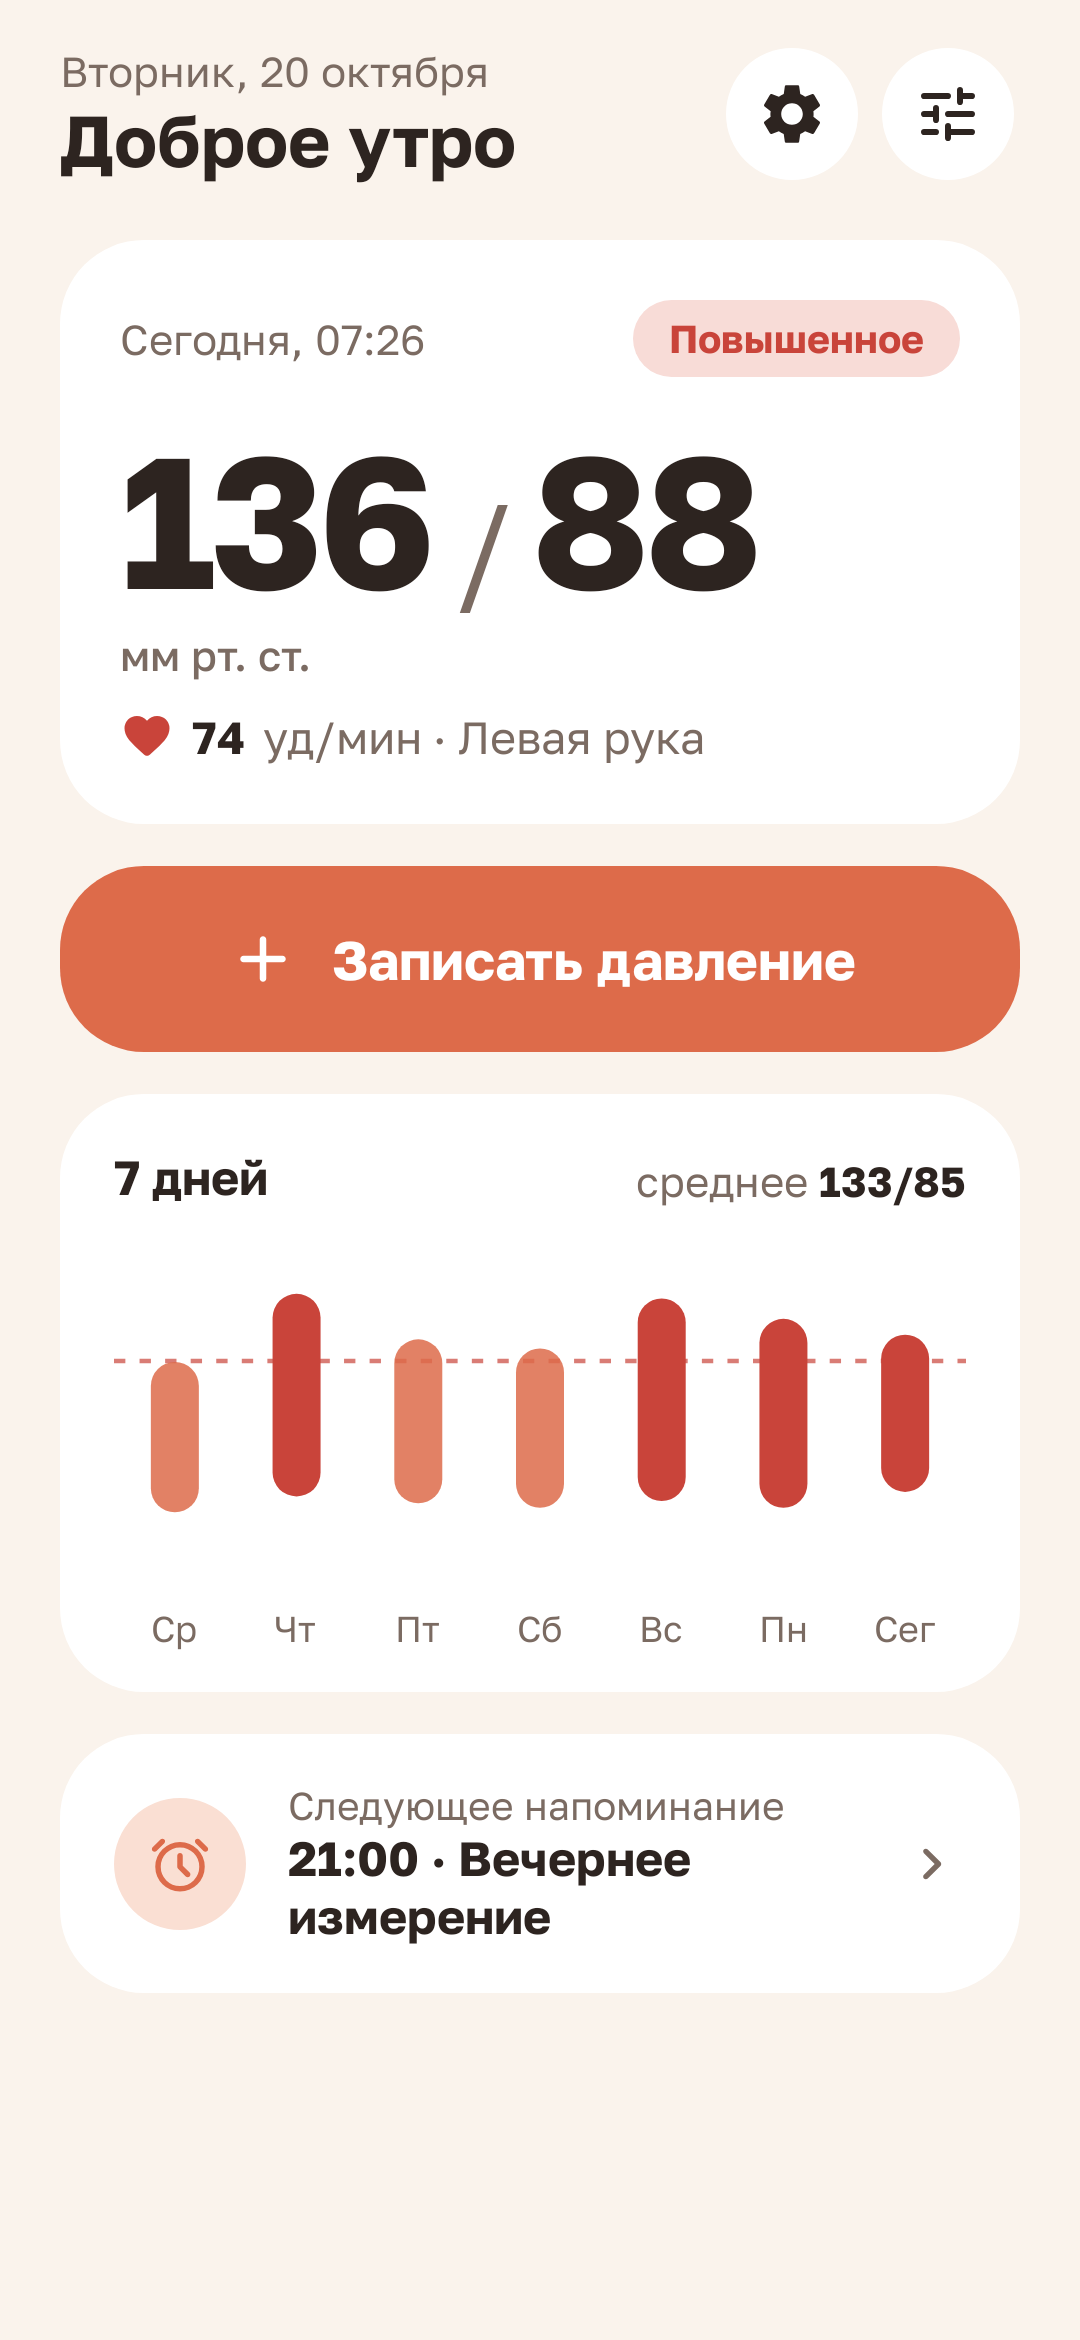 Вторник, 20 октября
Доброе утро
Сегодня, 07:26
Повышенное
136 / 88
мм рт. ст.
74 уд/мин · Левая рука
Записать давление
7 дней
среднее 133/85
Ср Чт Пт Сб Вс Пн Сег
Следующее напоминание
21:00 · Вечернее
измерение